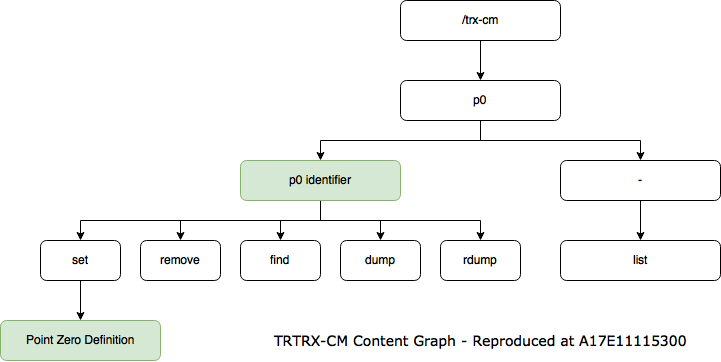 /trx-cm
p0
p0 identifier
-
set
remove
find
dump
rdump
list
Point Zero Definition
TRTRX-CM Content Graph - Reproduced at A17E11115300